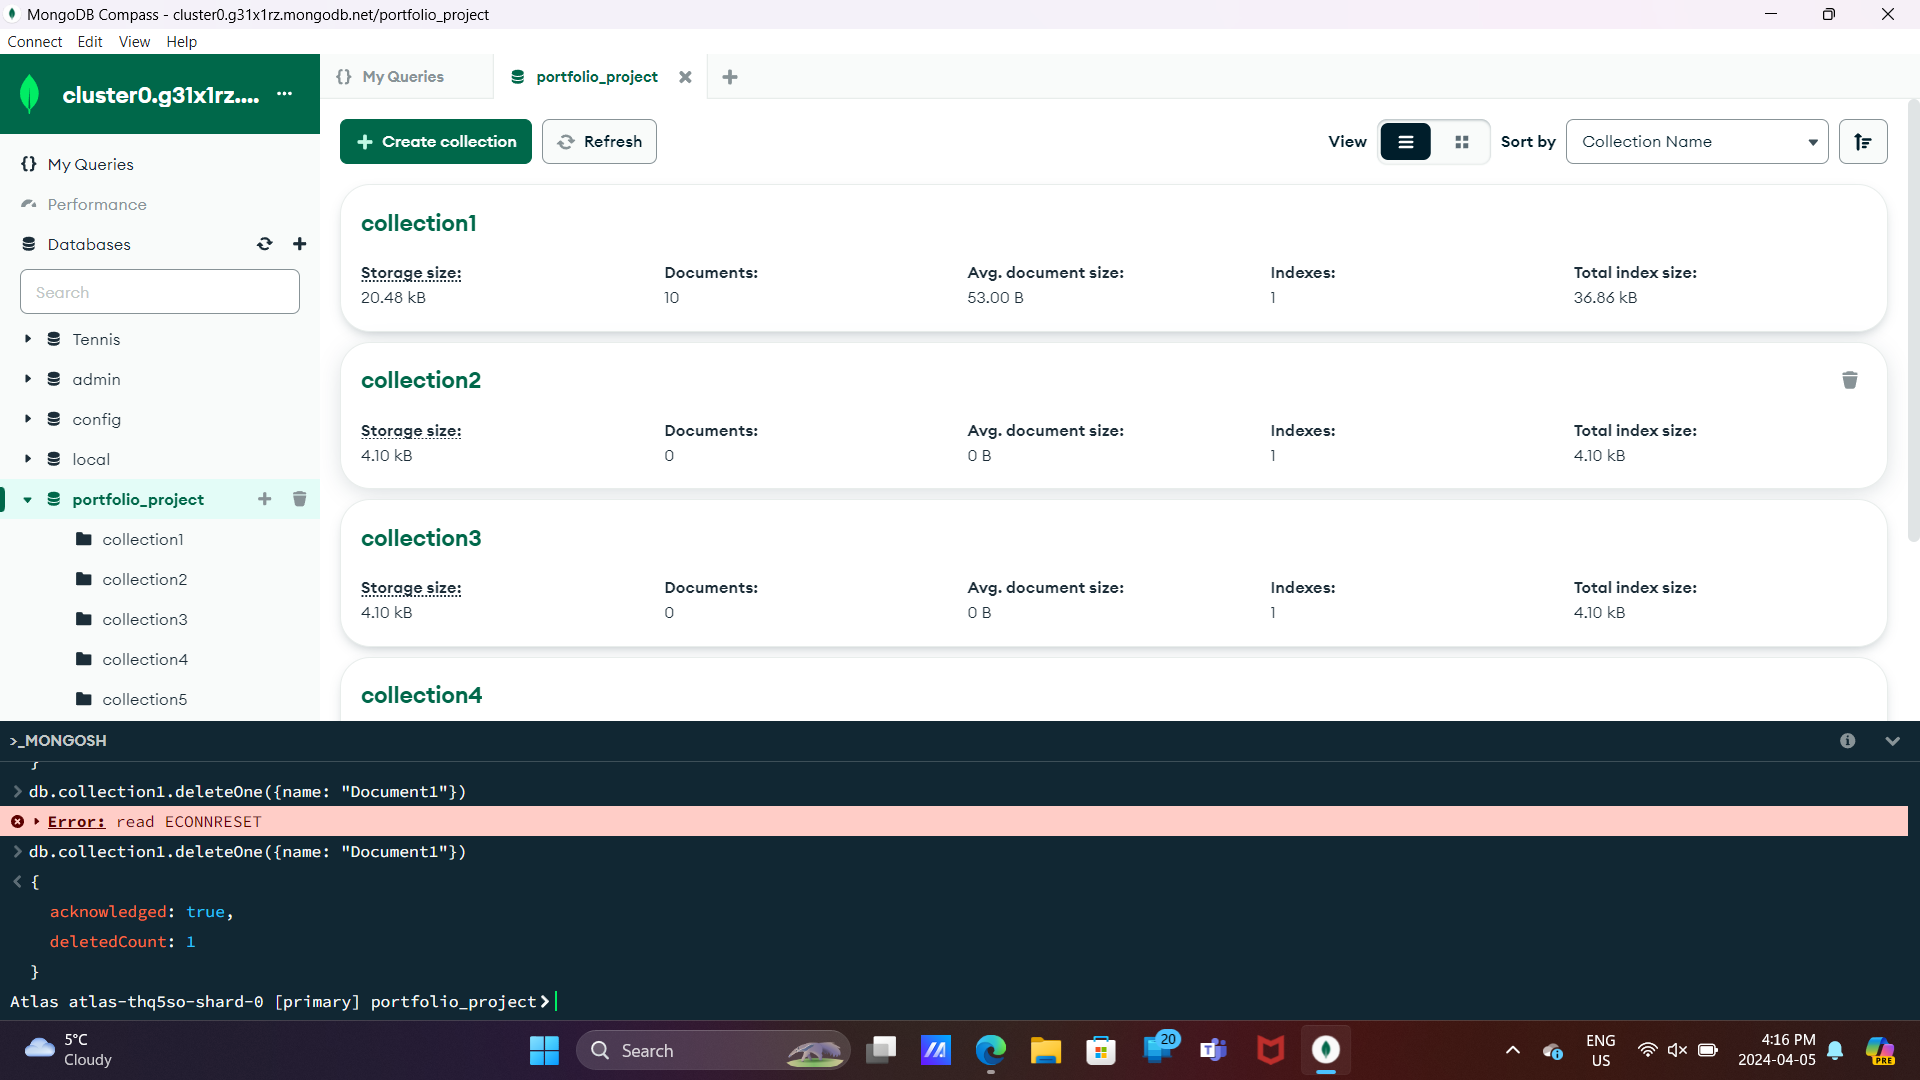 MongoDB Compass - cluster0.g31x1rz.mongodb.net/portfolio_project
Connect Edit View Help
cluster0.g31x1rz....
My Queries
portfolio_project
My Queries
Performance
Databases
Search
Tennis
admin
config
local
portfolio_project
collection1
collection2
collection3
collection4
collection5
Create collection
Refresh
View
Sort by
Collection Name
collection1
Storage size: Documents: Avg. document size: Indexes: Total index size:
20.48 kB 10 53.00 B 1 36.86 kB
collection2
Storage size: Documents: Avg. document size: Indexes: Total index size:
4.10 kB 0 0 B 1 4.10 kB
collection3
Storage size: Documents: Avg. document size: Indexes: Total index size:
4.10 kB 0 0 B 1 4.10 kB
collection4
>_MONGOSH
}
> db.collection1.deleteOne({name: "Document1"})
Error: read ECONNRESET
> db.collection1.deleteOne({name: "Document1"})
< {
acknowledged: true,
deletedCount: 1
}
Atlas atlas-thq5so-shard-0 [primary] portfolio_project>
5°C
Cloudy
Search
20
ENG
US
4:16 PM
2024-04-05
PRE